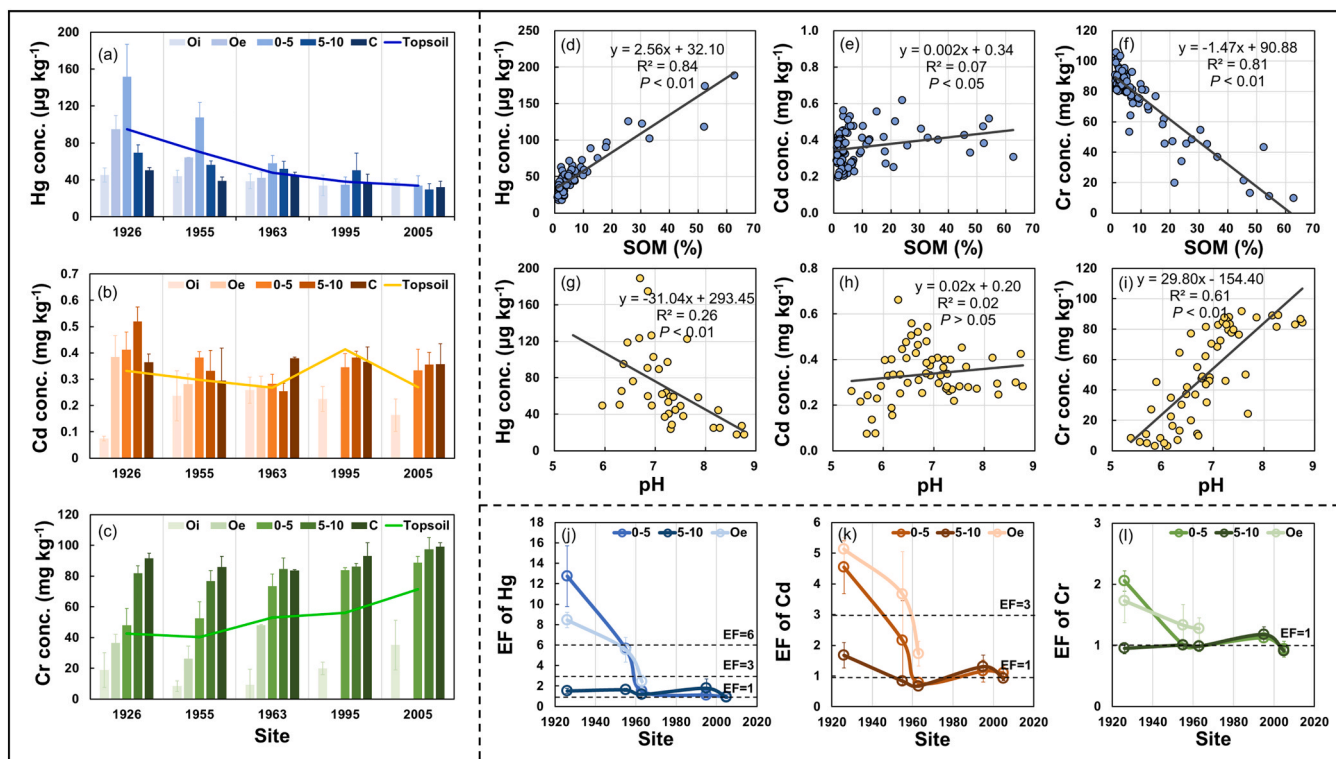 (a)
Oi Oe 0-5 5-10 C Topsoil
Hg conc. (µg kg⁻¹)
200
160
120
80
40
0
1926 1955 1963 1995 2005
(b)
Oi Oe 0-5 5-10 C Topsoil
Cd conc. (mg kg⁻¹)
0.7
0.6
0.5
0.4
0.3
0.2
0.1
0
1926 1955 1963 1995 2005
(c)
Oi Oe 0-5 5-10 C Topsoil
Cr conc. (mg kg⁻¹)
120
100
80
60
40
20
0
1926 1955 1963 1995 2005
Site
(d)
y = 2.56x + 32.10
R² = 0.84
P < 0.01
Hg conc. (µg kg⁻¹)
250
200
150
100
50
0
0 10 20 30 40 50 60 70
SOM (%)
(e)
y = 0.002x + 0.34
R² = 0.07
P < 0.05
Cd conc. (mg kg⁻¹)
0.8
0.6
0.4
0.2
0.0
0 10 20 30 40 50 60 70
SOM (%)
(f)
y = -1.47x + 90.88
R² = 0.81
P < 0.01
Cr conc. (mg kg⁻¹)
120
100
80
60
40
20
0
0 10 20 30 40 50 60 70
SOM (%)
(g)
y = -31.04x + 293.45
R² = 0.26
P < 0.01
Hg conc. (µg kg⁻¹)
200
160
120
80
40
0
5 6 7 8 9
pH
(h)
y = 0.02x + 0.20
R² = 0.02
P > 0.05
Cd conc. (mg kg⁻¹)
0.8
0.6
0.4
0.2
0.0
5 6 7 8 9
pH
(i)
y = 29.80x - 154.40
R² = 0.61
P < 0.01
Cr conc. (mg kg⁻¹)
120
100
80
60
40
20
0
5 6 7 8 9
pH
(j)
0-5 5-10 Oe
EF of Hg
18
16
14
12
10
8
6
4
2
0
EF=6
EF=3
EF=1
1920 1940 1960 1980 2000 2020
Site
(k)
0-5 5-10 Oe
EF of Cd
6
5
4
3
2
1
0
EF=3
EF=1
1920 1940 1960 1980 2000 2020
Site
(l)
0-5 5-10 Oe
EF of Cr
3
2
1
0
EF=1
1920 1940 1960 1980 2000 2020
Site